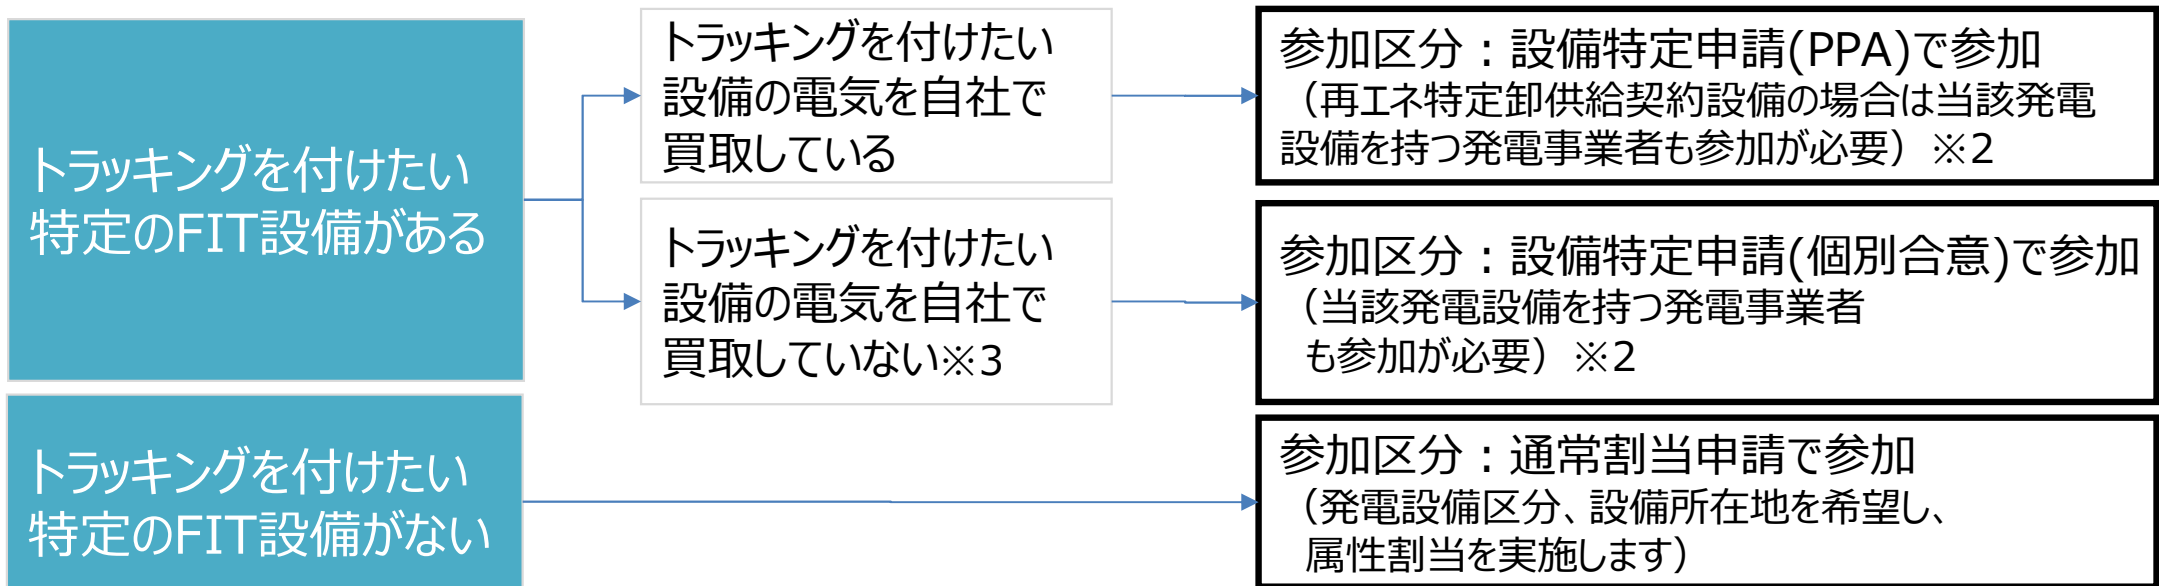 トラッキングを付けたい
特定のFIT設備がある
トラッキングを付けたい
設備の電気を自社で
買取している
参加区分：設備特定申請(PPA)で参加
（再エネ特定卸供給契約設備の場合は当該発電
設備を持つ発電事業者も参加が必要）※2
トラッキングを付けたい
設備の電気を自社で
買取していない※3
参加区分：設備特定申請(個別合意)で参加
（当該発電設備を持つ発電事業者
も参加が必要）※2
トラッキングを付けたい
特定のFIT設備がない
参加区分：通常割当申請で参加
（発電設備区分、設備所在地を希望し、
属性割当を実施します）